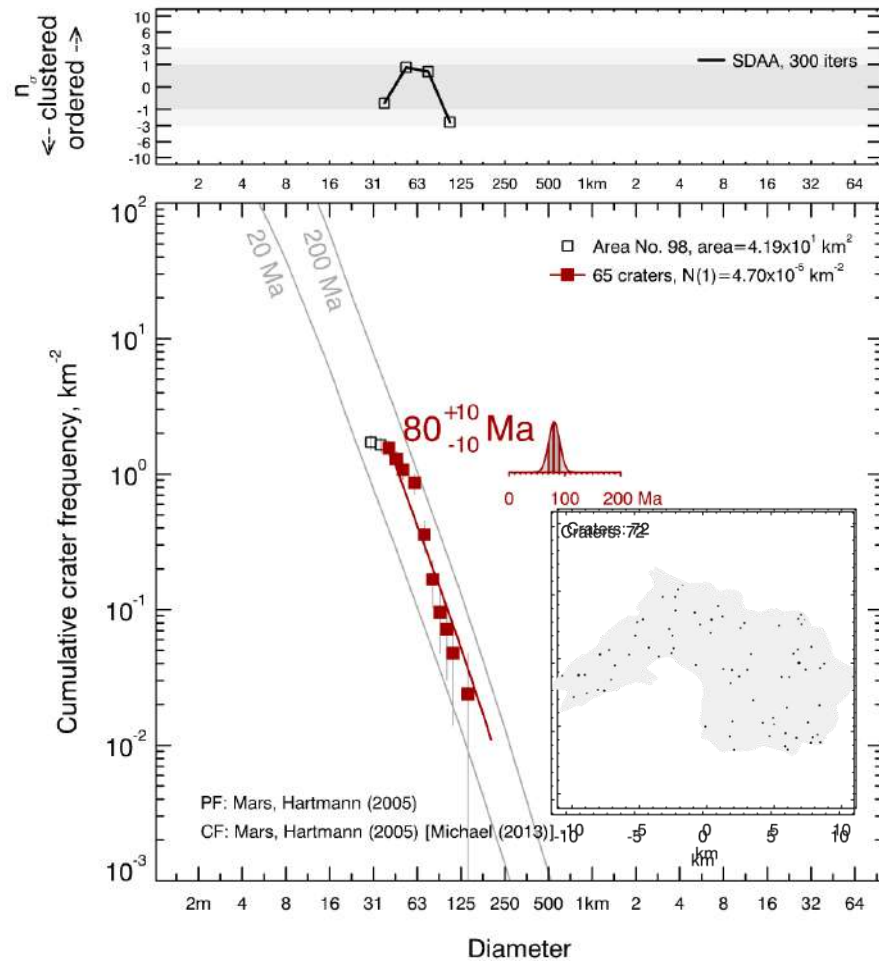 n_σ
<-- clustered
ordered -->
10
6
3
1
0
-1
-3
-6
-10
SDAA, 300 iters
2 4 8 16 31 63 125 250 500 1km 2 4 8 16 32 64
Cumulative crater frequency, km⁻²
10²
10¹
10⁰
10⁻¹
10⁻²
10⁻³
20 Ma
200 Ma
Area No. 98, area=4.19x10¹ km²
65 craters, N(1)=4.70x10⁻⁵ km⁻²
80 +10 -10 Ma
0 100 200 Ma
Craters: 72
Craters: 72
-10 -5 0 5 10
km
km
PF: Mars, Hartmann (2005)
CF: Mars, Hartmann (2005) [Michael (2013)]
2m 4 8 16 31 63 125 250 500 1km 2 4 8 16 32 64
Diameter